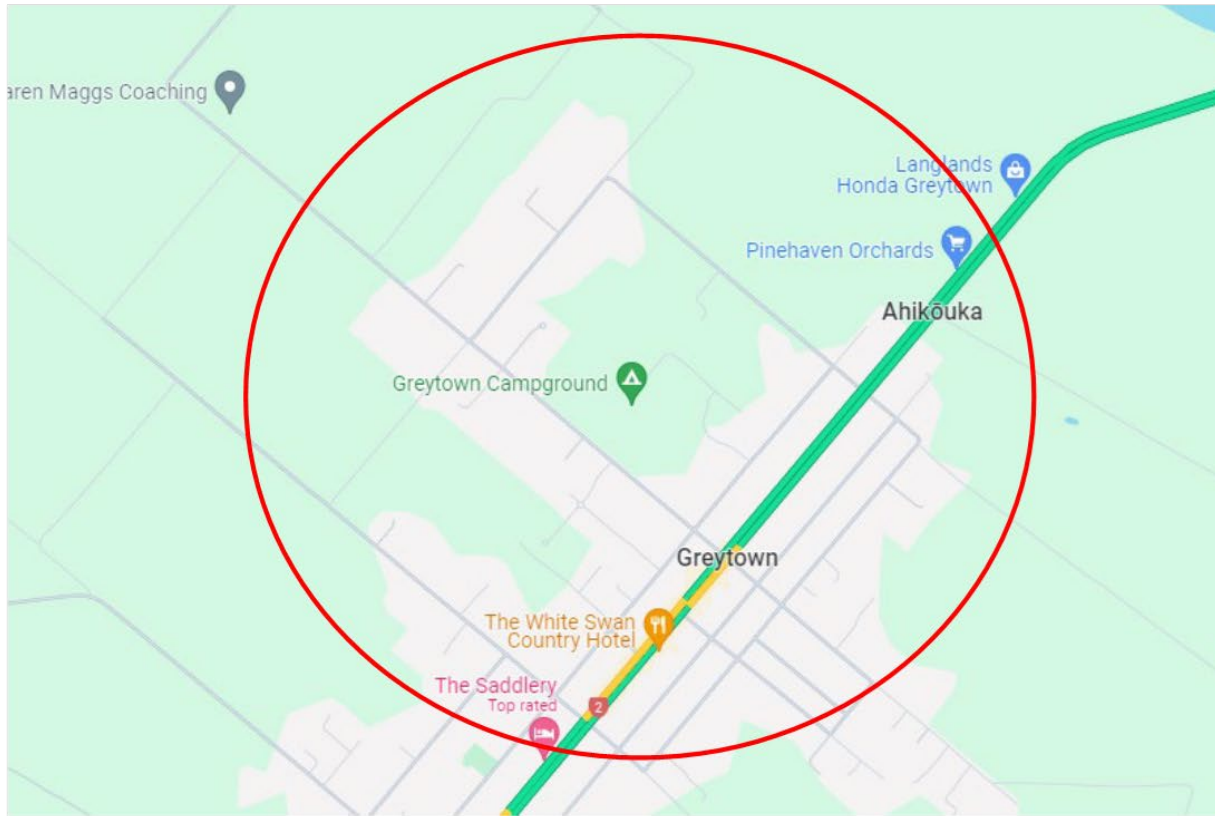 aren Maggs Coaching
Langlands
Honda Greytown
Pinehaven Orchards
Ahikōuka
Greytown Campground
Greytown
The White Swan
Country Hotel
The Saddlery
Top rated
2